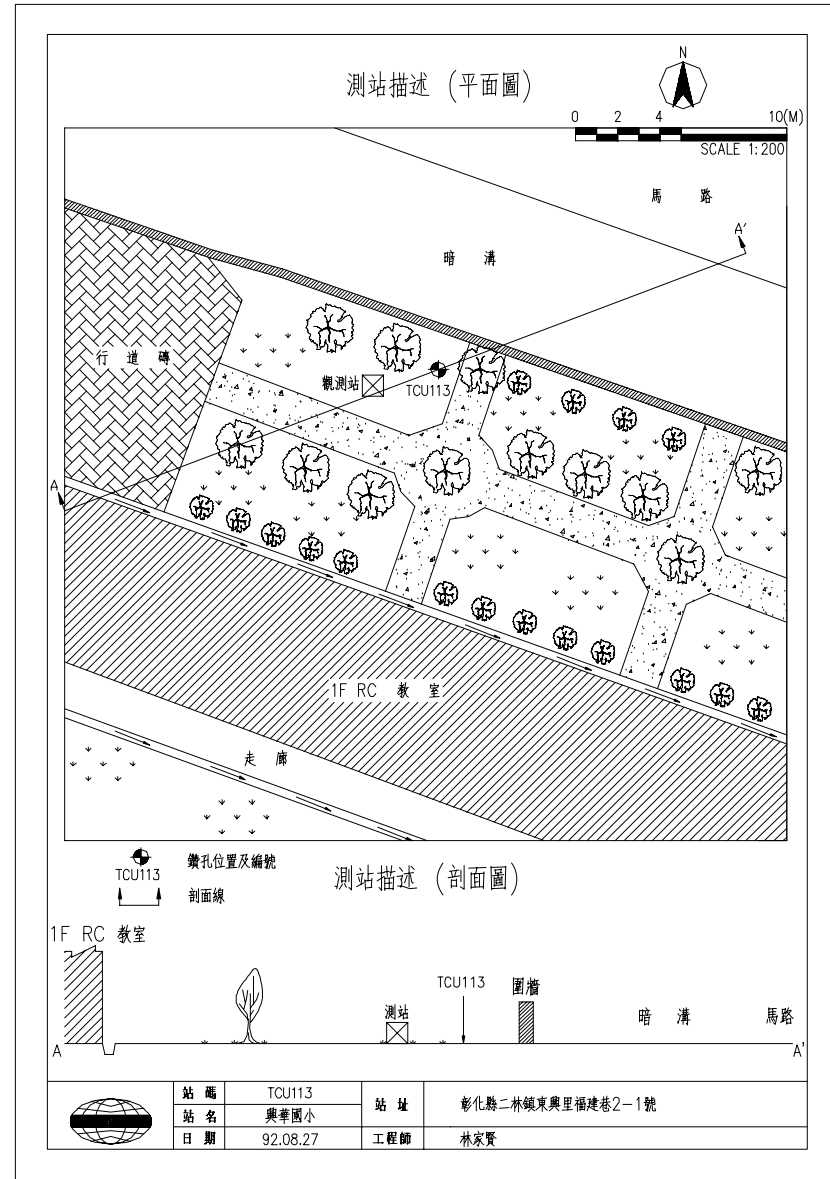 測站描述 (平面圖)
N
0 2 4 10(M)
SCALE 1:200
馬 路
A'
暗 溝
行 道 磚
觀測站
TCU113
A
1F RC 教 室
走 廊
TCU113
鑽孔位置及編號
剖面線
測站描述 (剖面圖)
1F RC 教室
TCU113
圍牆
測站
暗 溝
馬路
A
A'
站 碼 TCU113
站 名 興華國小
日 期 92.08.27
站 址 彰化縣二林鎮東興里福建巷2-1號
工程師 林家賢